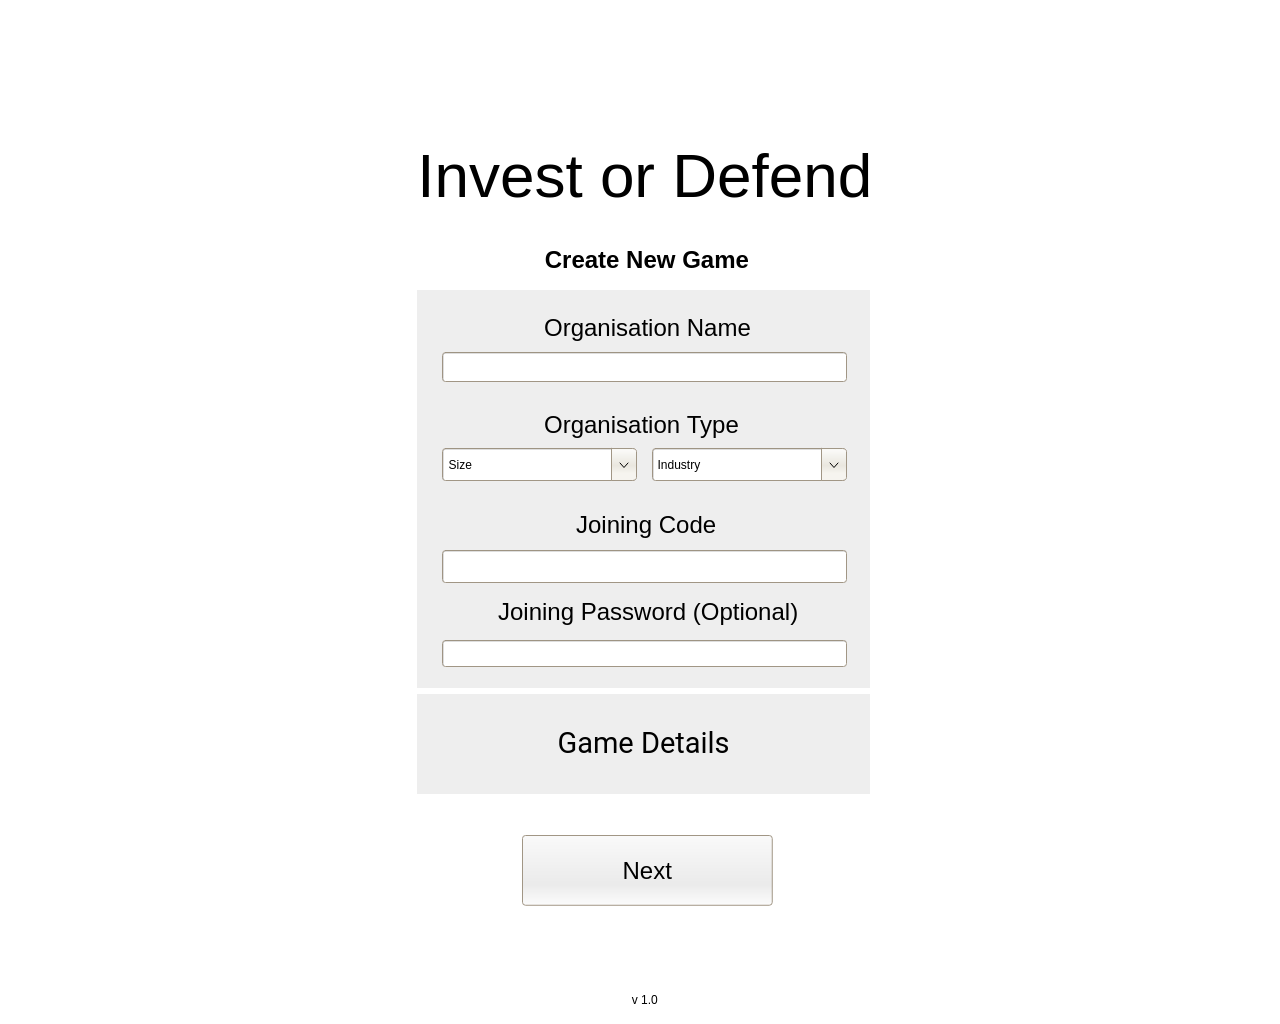 Invest or Defend
Create New Game
Organisation Name
Organisation Type
Size Industry
Joining Code
Joining Password (Optional)
Game Details
Next
v 1.0